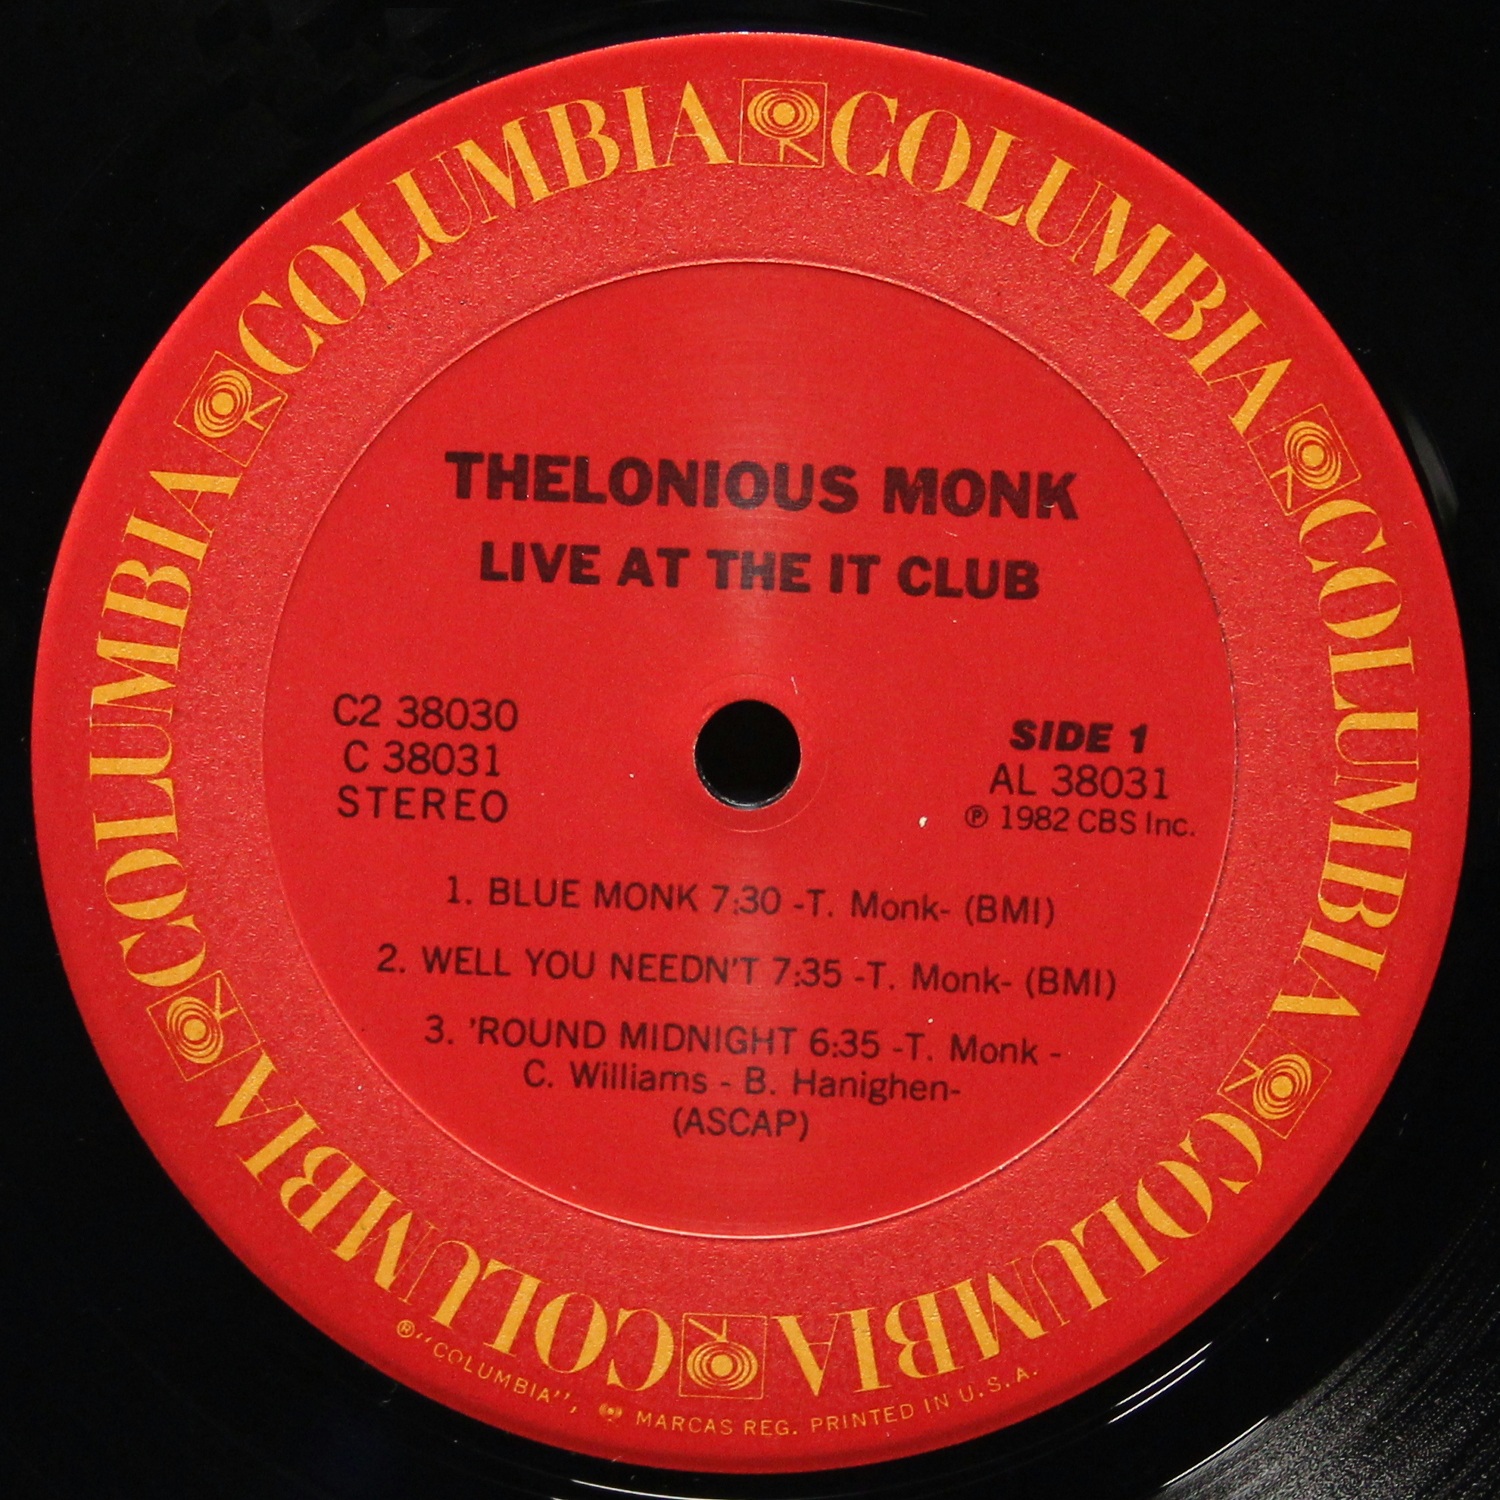 COLUMBIA COLUMBIA COLUMBIA COLUMBIA COLUMBIA COLUMBIA
THELONIOUS MONK
LIVE AT THE IT CLUB
C2 38030
C 38031
STEREO
SIDE 1
AL 38031
℗ 1982 CBS Inc.
1. BLUE MONK 7:30 -T. Monk- (BMI)
2. WELL YOU NEEDN'T 7:35 -T. Monk- (BMI)
3. 'ROUND MIDNIGHT 6:35 -T. Monk -
C. Williams - B. Hanighen-
(ASCAP)
® "COLUMBIA", MARCAS REG. PRINTED IN U.S.A.